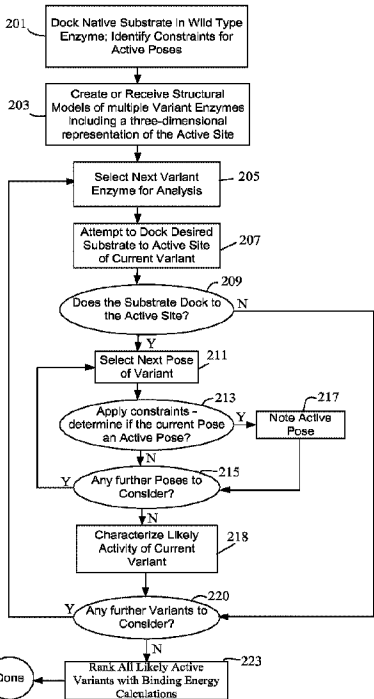 201
Dock Native Substrate in Wild Type
Enzyme; Identify Constraints for
Active Poses
Create or Receive Structural
Models of multiple Variant Enzymes
Including a three-dimensional
representation of the Active Site
203
Select Next Variant
Enzyme for Analysis
205
Attempt to Dock Desired
Substrate to Active Site
of Current Variant
207
209
Does the Substrate Dock to
the Active Site?
N
Y
Select Next Pose
of Variant
211
213
Apply constraints -
determine if the current Pose
an Active Pose?
Y
217
Note Active
Pose
N
215
Any further Poses to
Consider?
Y
N
Characterize Likely
Activity of Current
Variant
218
220
Any further Variants to
Consider?
Y
N
223
Rank All Likely Active
Variants with Binding Energy
Calculations